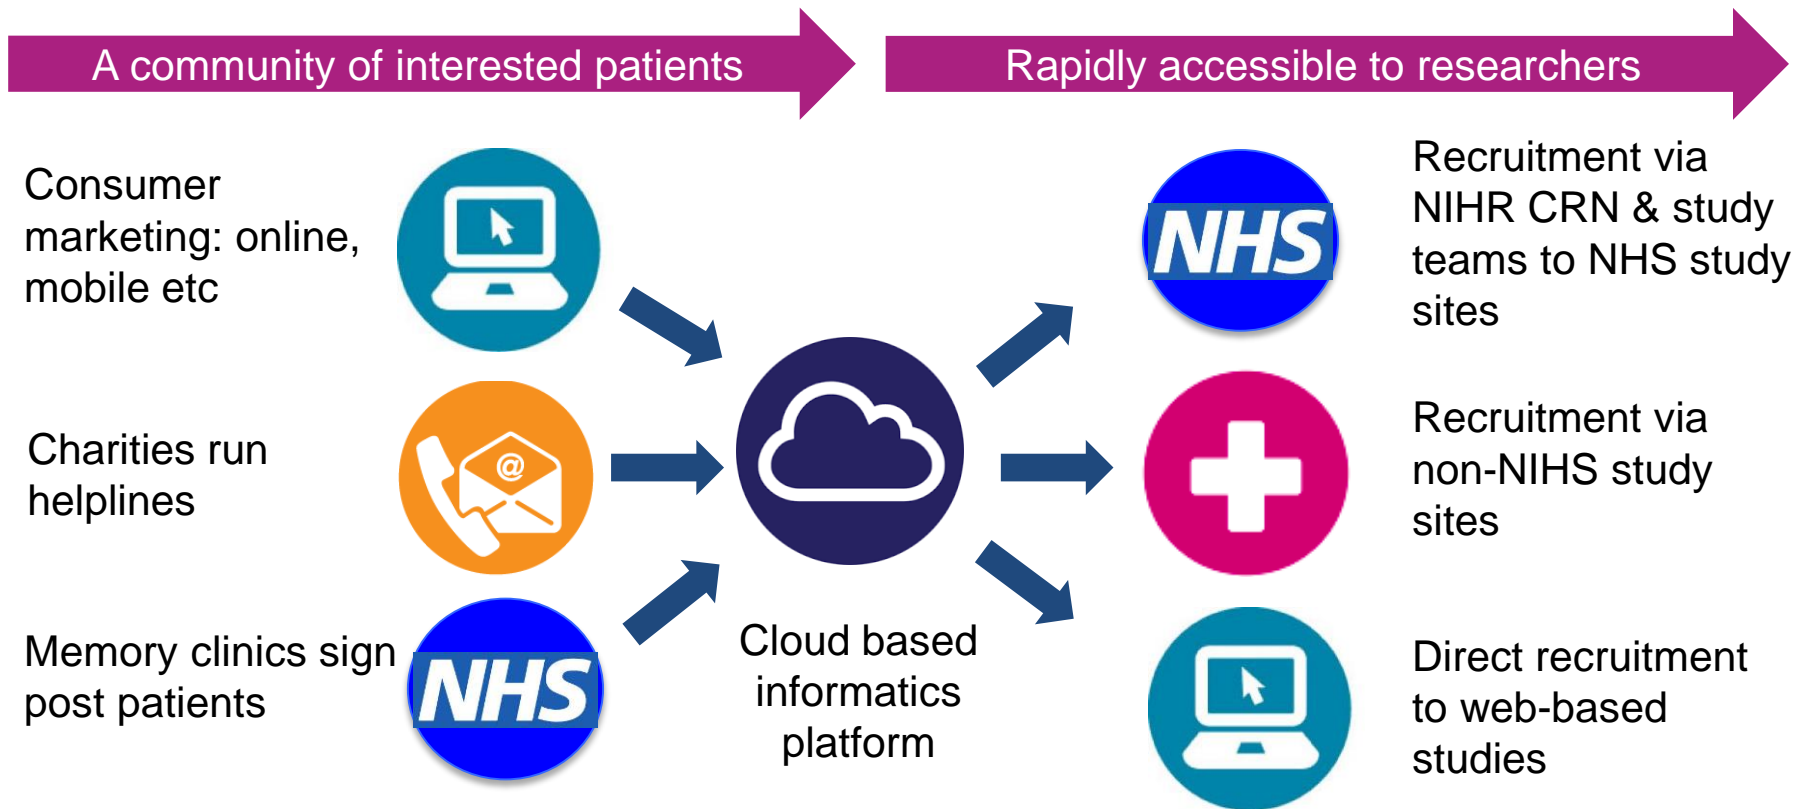 A community of interested patients
Rapidly accessible to researchers
Consumer
marketing: online,
mobile etc
NHS
Recruitment via
NIHR CRN & study
teams to NHS study
sites
Charities run
helplines
@
Recruitment via
non-NIHS study
sites
Memory clinics sign
post patients
NHS
Cloud based
informatics
platform
Direct recruitment
to web-based
studies